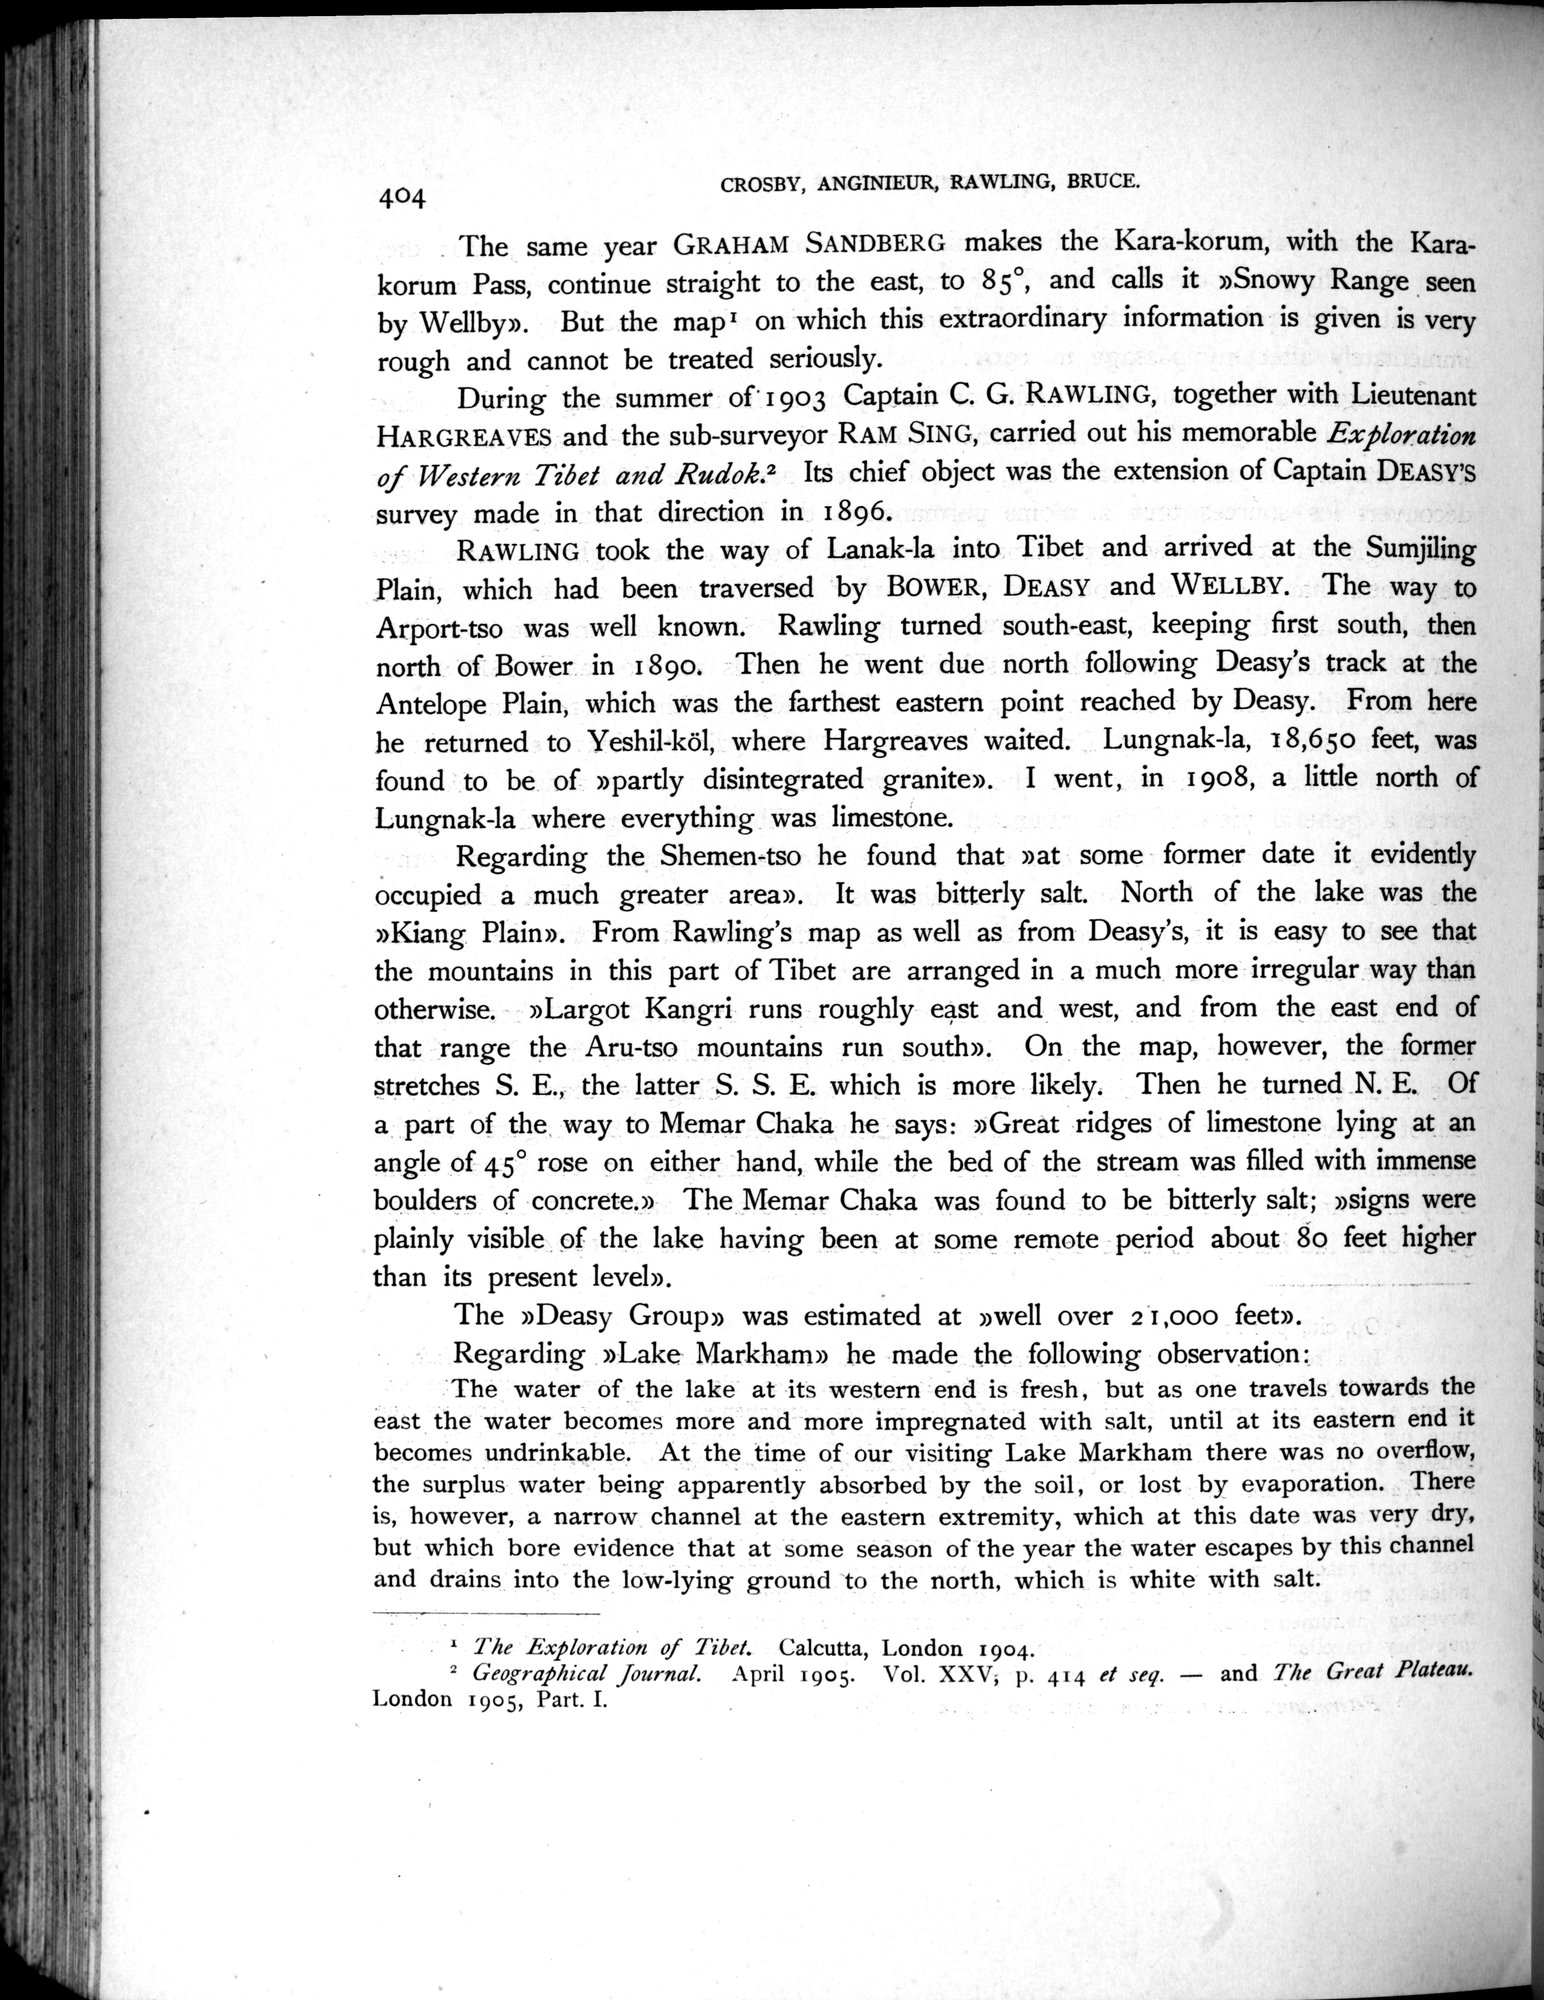 404
CROSBY, ANGINIEUR, RAWLING, BRUCE.
The same year GRAHAM SANDBERG makes the Kara-korum, with the Kara-
korum Pass, continue straight to the east, to 85°, and calls it »Snowy Range seen
by Wellby». But the map¹ on which this extraordinary information is given is very
rough and cannot be treated seriously.
During the summer of 1903 Captain C. G. RAWLING, together with Lieutenant
HARGREAVES and the sub-surveyor RAM SING, carried out his memorable Exploration
of Western Tibet and Rudok.² Its chief object was the extension of Captain DEASY'S
survey made in that direction in 1896.
RAWLING took the way of Lanak-la into Tibet and arrived at the Sumjiling
Plain, which had been traversed by BOWER, DEASY and WELLBY. The way to
Arport-tso was well known. Rawling turned south-east, keeping first south, then
north of Bower in 1890. Then he went due north following Deasy's track at the
Antelope Plain, which was the farthest eastern point reached by Deasy. From here
he returned to Yeshil-köl, where Hargreaves waited. Lungnak-la, 18,650 feet, was
found to be of »partly disintegrated granite». I went, in 1908, a little north of
Lungnak-la where everything was limestone.
Regarding the Shemen-tso he found that »at some former date it evidently
occupied a much greater area». It was bitterly salt. North of the lake was the
»Kiang Plain». From Rawling's map as well as from Deasy's, it is easy to see that
the mountains in this part of Tibet are arranged in a much more irregular way than
otherwise. »Largot Kangri runs roughly east and west, and from the east end of
that range the Aru-tso mountains run south». On the map, however, the former
stretches S. E., the latter S. S. E. which is more likely. Then he turned N. E. Of
a part of the way to Memar Chaka he says: »Great ridges of limestone lying at an
angle of 45° rose on either hand, while the bed of the stream was filled with immense
boulders of concrete.» The Memar Chaka was found to be bitterly salt; »signs were
plainly visible of the lake having been at some remote period about 80 feet higher
than its present level».
The »Deasy Group» was estimated at »well over 21,000 feet».
Regarding »Lake Markham» he made the following observation:
The water of the lake at its western end is fresh, but as one travels towards the
east the water becomes more and more impregnated with salt, until at its eastern end it
becomes undrinkable. At the time of our visiting Lake Markham there was no overflow,
the surplus water being apparently absorbed by the soil, or lost by evaporation. There
is, however, a narrow channel at the eastern extremity, which at this date was very dry,
but which bore evidence that at some season of the year the water escapes by this channel
and drains into the low-lying ground to the north, which is white with salt.
¹ The Exploration of Tibet. Calcutta, London 1904.
² Geographical Journal. April 1905. Vol. XXV, p. 414 et seq. — and The Great Plateau.
London 1905, Part. I.